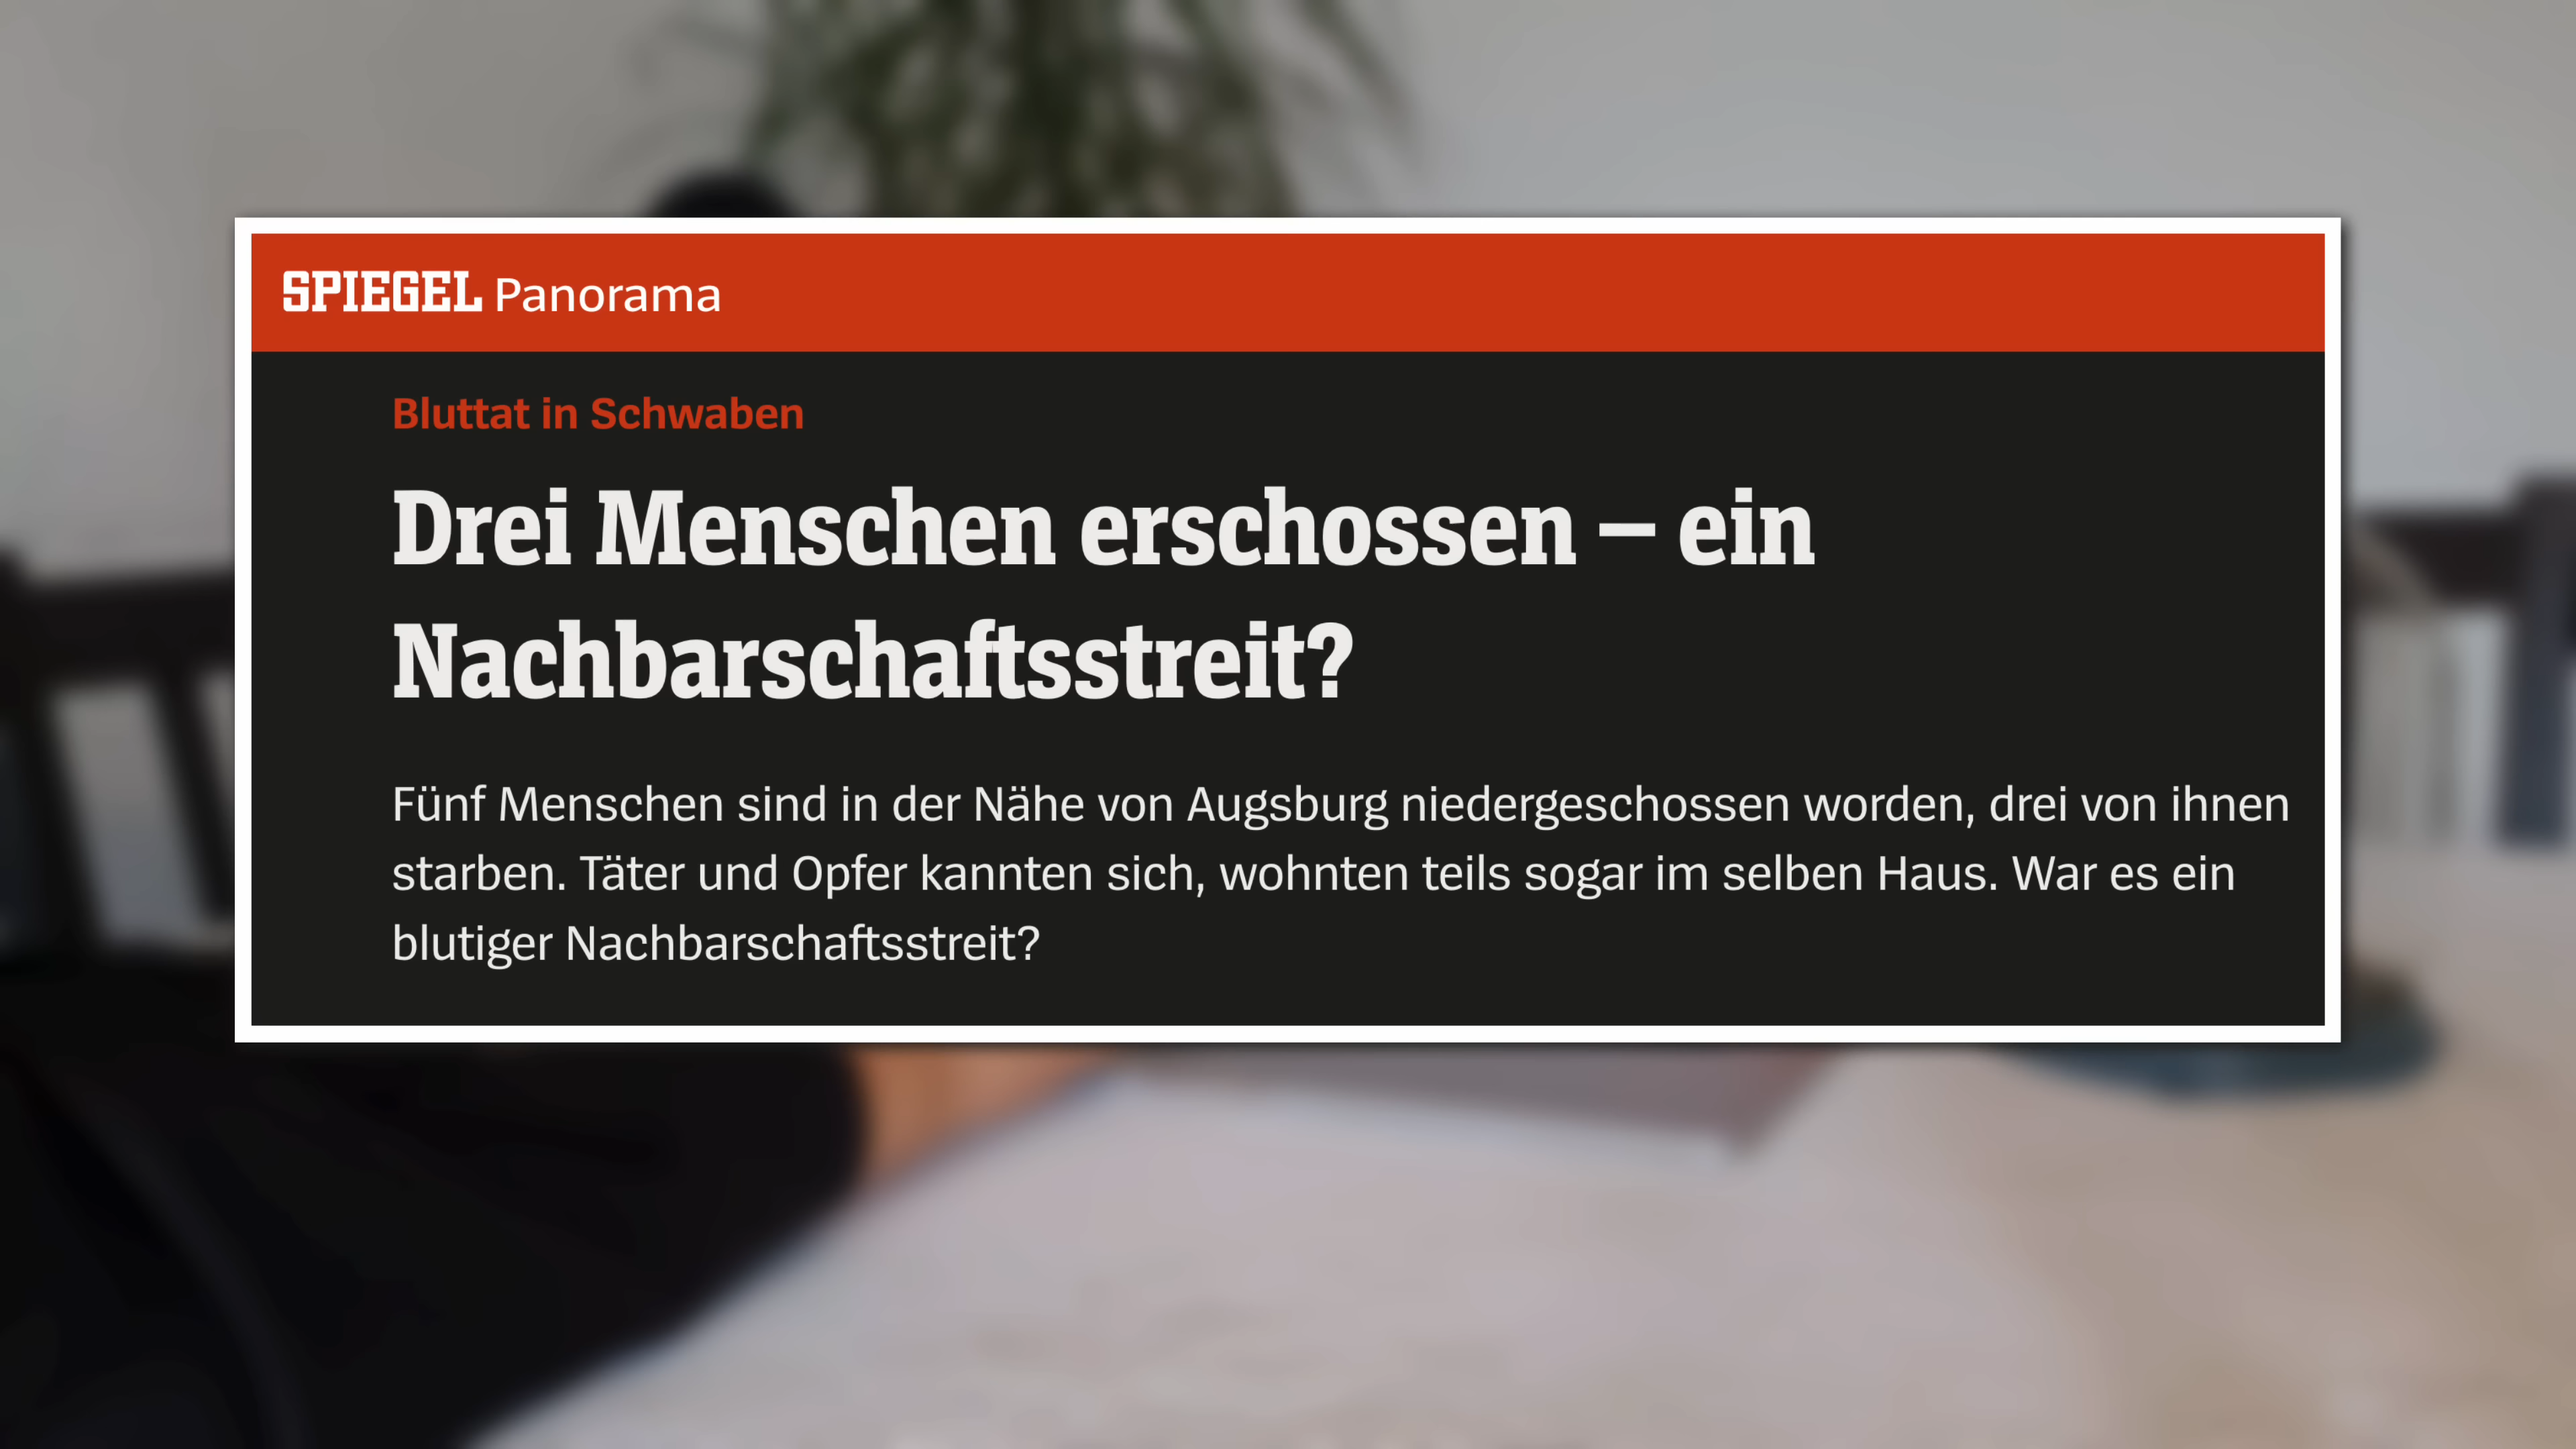 SPIEGEL Panorama
Bluttat in Schwaben
Drei Menschen erschossen – ein
Nachbarschaftsstreit?
Fünf Menschen sind in der Nähe von Augsburg niedergeschossen worden, drei von ihnen
starben. Täter und Opfer kannten sich, wohnten teils sogar im selben Haus. War es ein
blutiger Nachbarschaftsstreit?